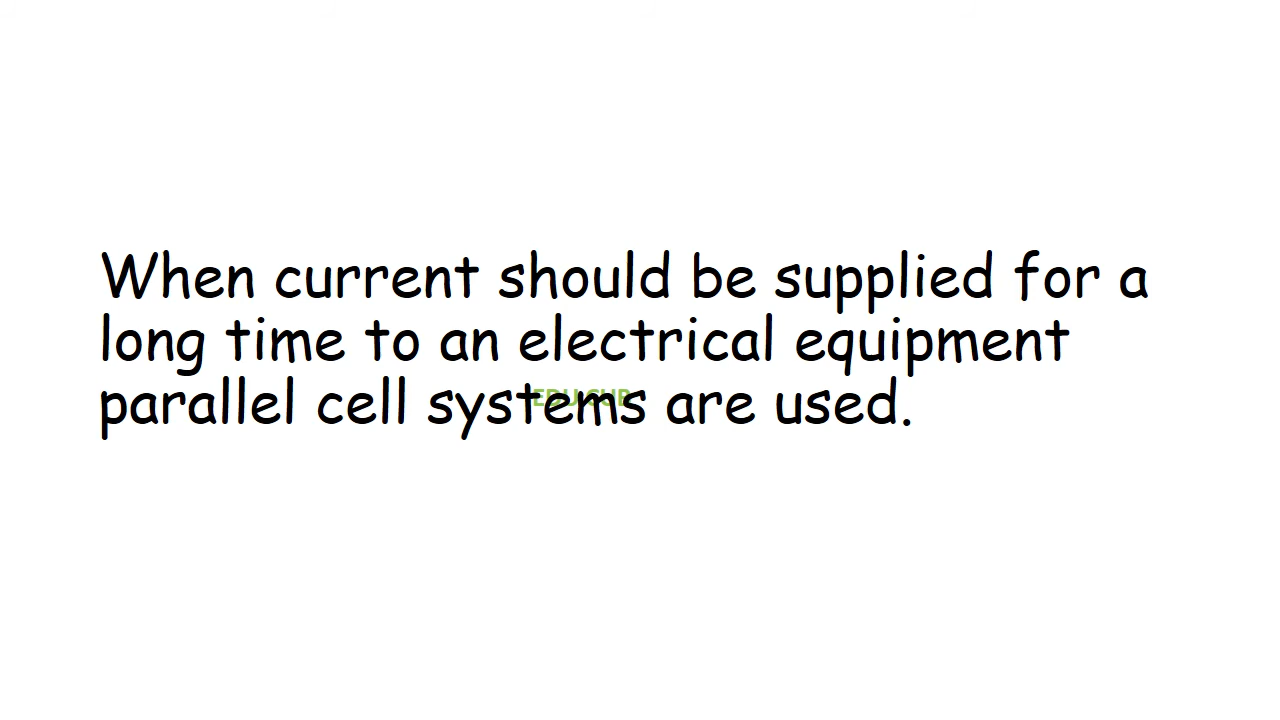 When current should be supplied for a
long time to an electrical equipment
parallel cell systems are used.